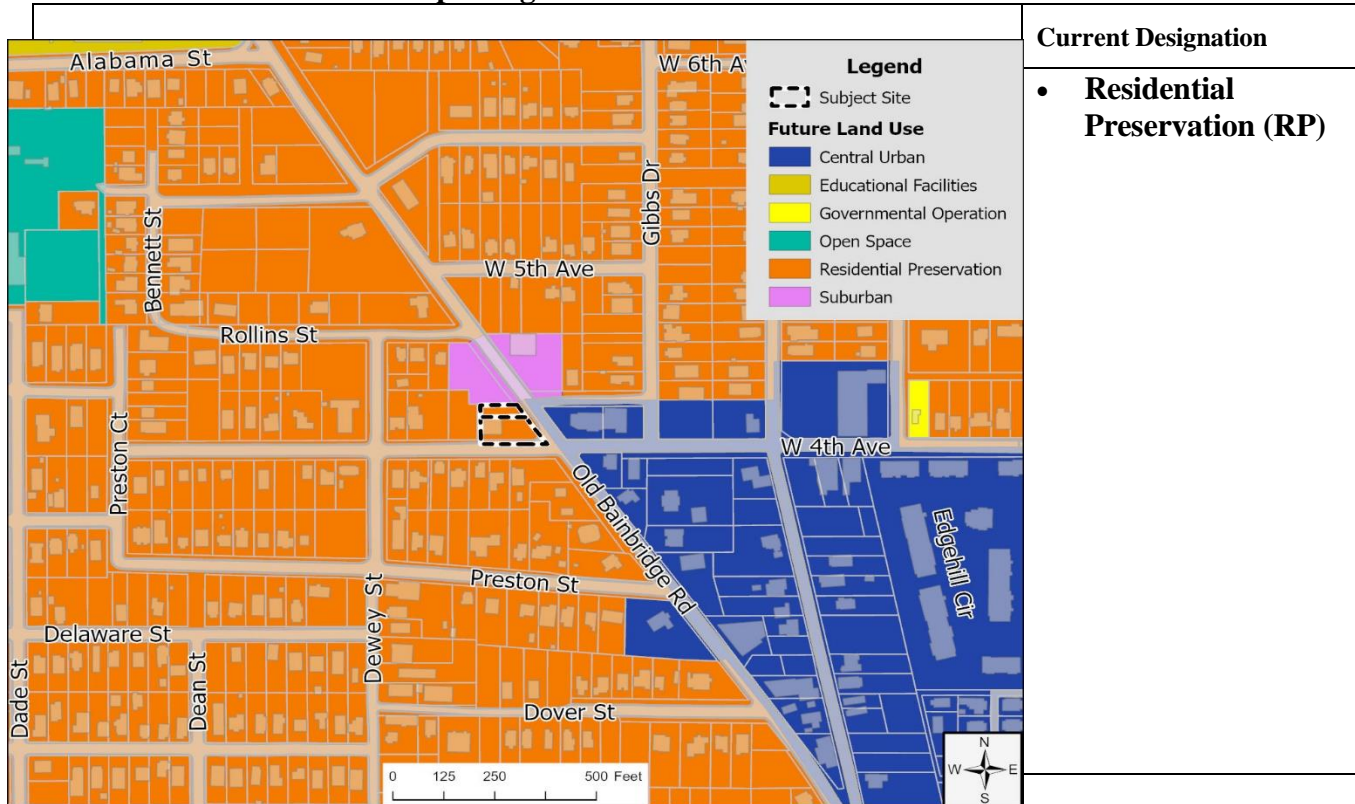 Current Designation
• Residential
Preservation (RP)
Alabama St
W 6th Av
Legend
Subject Site
Future Land Use
Central Urban
Educational Facilities
Governmental Operation
Open Space
Residential Preservation
Suburban
Gibbs Dr
Bennett St
W 5th Ave
Rollins St
Preston Ct
W 4th Ave
Old Bainbridge Rd
Edgehill Cir
Preston St
Dewey St
Delaware St
Dade St
Dean St
Dover St
0 125 250 500 Feet
N
W E
S